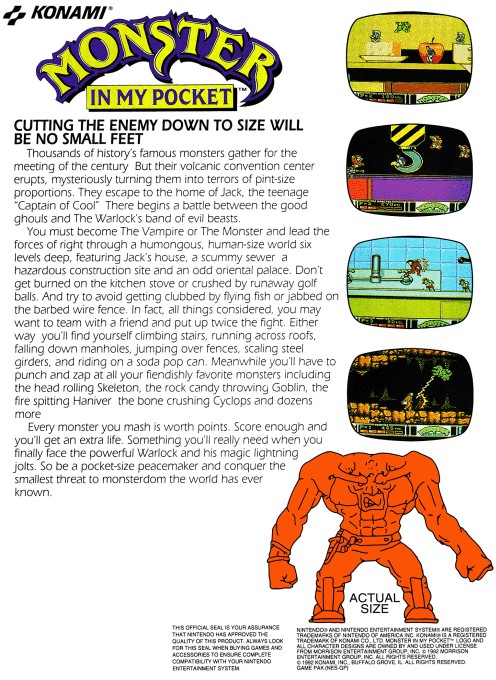 KONAMI
MONSTER
IN MY POCKET™
CUTTING THE ENEMY DOWN TO SIZE WILL
BE NO SMALL FEET
Thousands of history's famous monsters gather for the
meeting of the century But their volcanic convention center
erupts, mysteriously turning them into terrors of pint-size
proportions. They escape to the home of Jack, the teenage
"Captain of Cool" There begins a battle between the good
ghouls and The Warlock's band of evil beasts.
You must become The Vampire or The Monster and lead the
forces of right through a humongous, human-size world six
levels deep, featuring Jack's house, a scummy sewer a
hazardous construction site and an odd oriental palace. Don't
get burned on the kitchen stove or crushed by runaway golf
balls. And try to avoid getting clubbed by flying fish or jabbed on
the barbed wire fence. In fact, all things considered, you may
want to team with a friend and put up twice the fight. Either
way you'll find yourself climbing stairs, running across roofs,
falling down manholes, jumping over fences, scaling steel
girders, and riding on a soda pop can. Meanwhile you'll have to
punch and zap at all your fiendishly favorite monsters including
the head rolling Skeleton, the rock candy throwing Goblin, the
fire spitting Haniver the bone crushing Cyclops and dozens
more
Every monster you mash is worth points. Score enough and
you'll get an extra life. Something you'll really need when you
finally face the powerful Warlock and his magic lightning
jolts. So be a pocket-size peacemaker and conquer the
smallest threat to monsterdom the world has ever
known.
ACTUAL
SIZE
THIS OFFICIAL SEAL IS YOUR ASSURANCE
THAT NINTENDO HAS APPROVED THE
QUALITY OF THIS PRODUCT. ALWAYS LOOK
FOR THIS SEAL WHEN BUYING GAMES AND
ACCESSORIES TO ENSURE COMPLETE
COMPATIBILITY WITH YOUR NINTENDO
ENTERTAINMENT SYSTEM.
NINTENDO® AND NINTENDO ENTERTAINMENT SYSTEM® ARE REGISTERED
TRADEMARKS OF NINTENDO OF AMERICA INC. KONAMI® IS A REGISTERED
TRADEMARK OF KONAMI CO., LTD. MONSTER IN MY POCKET™ LOGO AND
ALL CHARACTER DESIGNS ARE OWNED BY AND USED UNDER LICENSE
FROM MORRISON ENTERTAINMENT GROUP, INC. © 1992 MORRISON
ENTERTAINMENT GROUP, INC. ALL RIGHTS RESERVED.
© 1992 KONAMI, INC., BUFFALO GROVE, IL. ALL RIGHTS RESERVED.
GAME PAK (NES-GP)